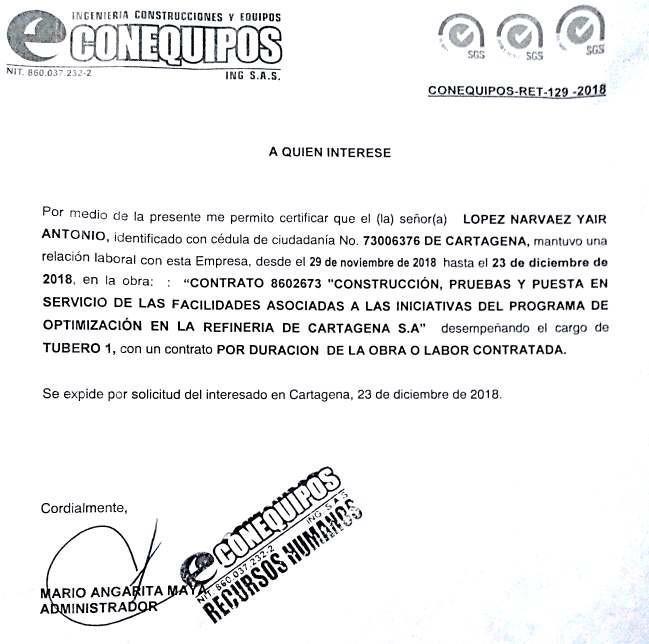 INGENIERIA CONSTRUCCIONES Y EQUIPOS
e CONEQUIPOS
NIT. 860.037.232-2 ING S.A.S.
SGS SGS SGS
CONEQUIPOS-RET-129 -2018
A QUIEN INTERESE
Por medio de la presente me permito certificar que el (la) señor(a) LOPEZ NARVAEZ YAIR
ANTONIO, identificado con cédula de ciudadanía No. 73006376 DE CARTAGENA, mantuvo una
relación laboral con esta Empresa, desde el 29 de noviembre de 2018 hasta el 23 de diciembre de
2018, en la obra: : “CONTRATO 8602673 "CONSTRUCCIÓN, PRUEBAS Y PUESTA EN
SERVICIO DE LAS FACILIDADES ASOCIADAS A LAS INICIATIVAS DEL PROGRAMA DE
OPTIMIZACIÓN EN LA REFINERIA DE CARTAGENA S.A” desempeñando el cargo de
TUBERO 1, con un contrato POR DURACION DE LA OBRA O LABOR CONTRATADA.
Se expide por solicitud del interesado en Cartagena, 23 de diciembre de 2018.
Cordialmente,
MARIO ANGARITA MAYA
ADMINISTRADOR
e CONEQUIPOS
NIT. 860.037.232-2 ING S.A.S
RECURSOS HUMANOS